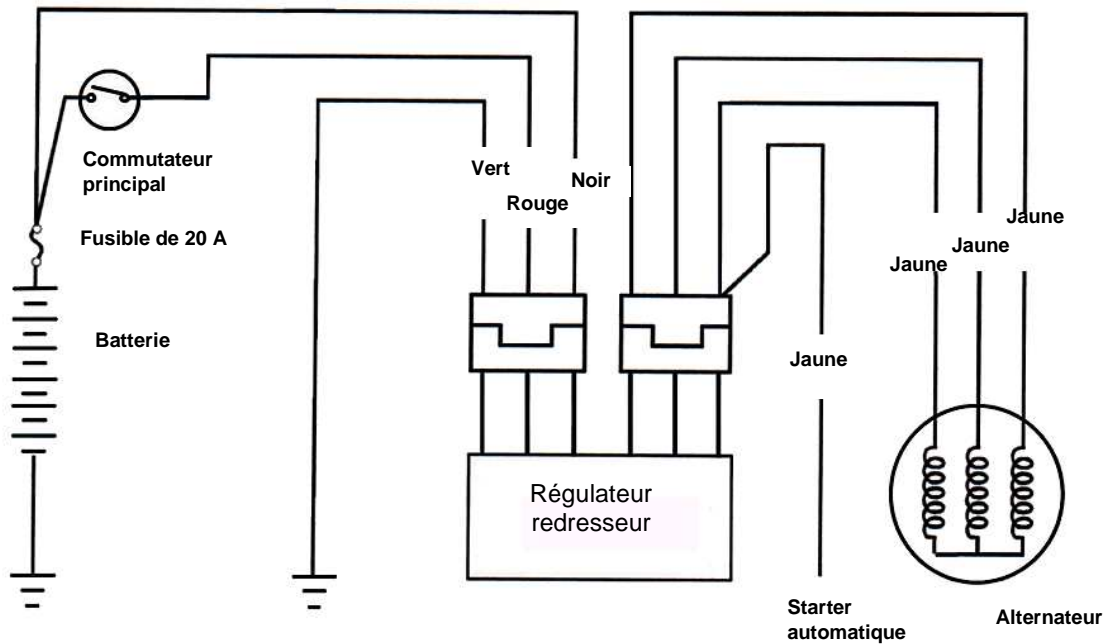 Commutateur
principal
Fusible de 20 A
Batterie
Vert
Rouge
Noir
Jaune
Jaune
Jaune
Jaune
Régulateur
redresseur
Starter
automatique
Alternateur